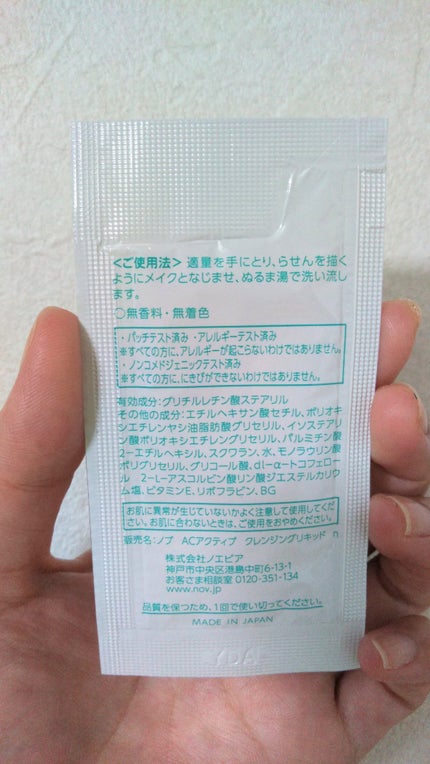 <ご使用法> 適量を手にとり、らせんを描く
ようにメイクとなじませ、ぬるま湯で洗い流し
ます。
○無香料・無着色
・パッチテスト済み・アレルギーテスト済み
※すべての方に、アレルギーが起こらないわけではありません。
・ノンコメドジェニックテスト済み
※すべての方に、にきびができないわけではありません。
有効成分:グリチルレチン酸ステアリル
その他の成分:エチルヘキサン酸セチル、ポリオキ
シエチレンヤシ油脂肪酸グリセリル、イソステアリ
ン酸ポリオキシエチレングリセリル、パルミチン酸
2-エチルヘキシル、スクワラン、水、モノラウリン酸
ポリグリセリル、グリコール酸、dl-α-トコフェロ
ール 2-L-アスコルビン酸リン酸ジエステルカリウ
ム塩、ビタミンE、リボフラビン、BG
お肌に異常が生じていないかよく注意して使用してくだ
さい。お肌に合わないときは、ご使用をおやめください。
販売名:ノブ ACアクティブ クレンジングリキッド n
株式会社ノエビア
神戸市中央区港島中町6-13-1
お客さま相談室 0120-351-134
www.nov.jp
品質を保つため、1回で使い切ってください。
MADE IN JAPAN